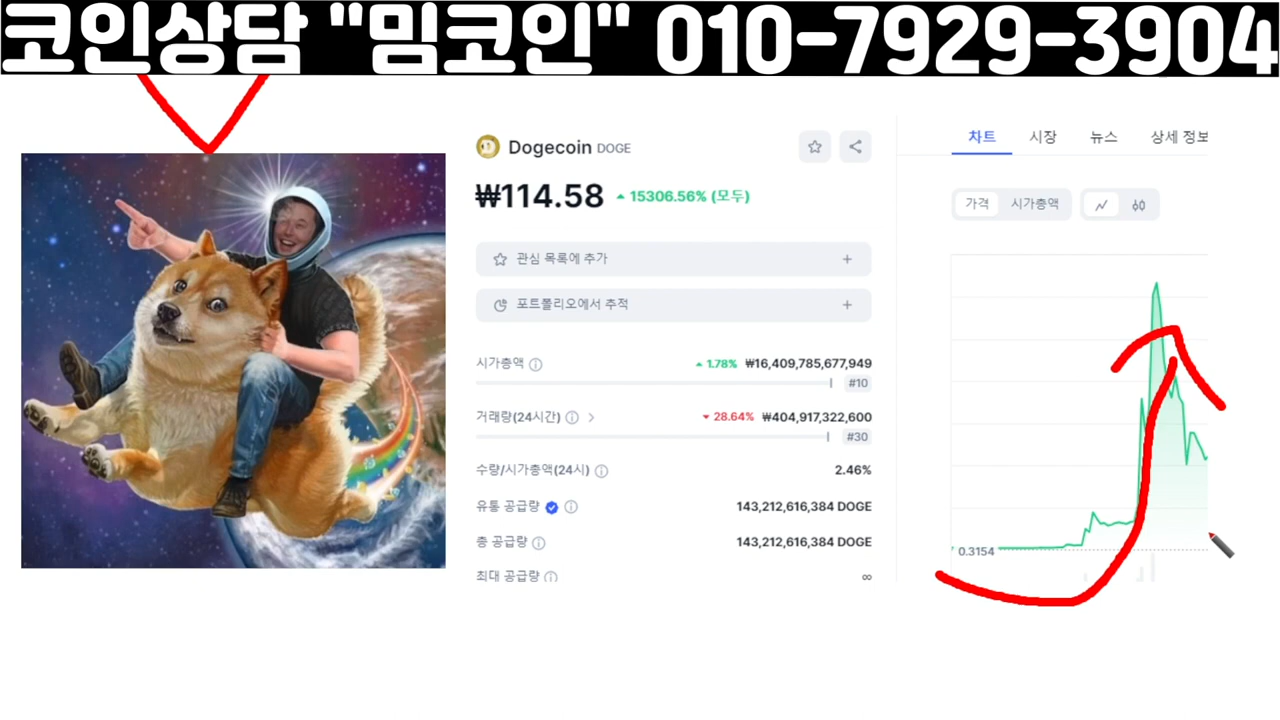 코인상담 "밈코인" 010-7929-3904
Dogecoin DOGE
₩114.58 15306.56% (모두)
관심 목록에 추가 +
포트폴리오에서 추적 +
시가총액 1.78% ₩16,409,785,677,949
#10
거래량(24시간) 28.64% ₩404,917,322,600
#30
수량/시가총액(24시) 2.46%
유통 공급량 143,212,616,384 DOGE
총 공급량 143,212,616,384 DOGE
최대 공급량 ∞
차트 시장 뉴스 상세 정보
가격 시가총액
0.3154